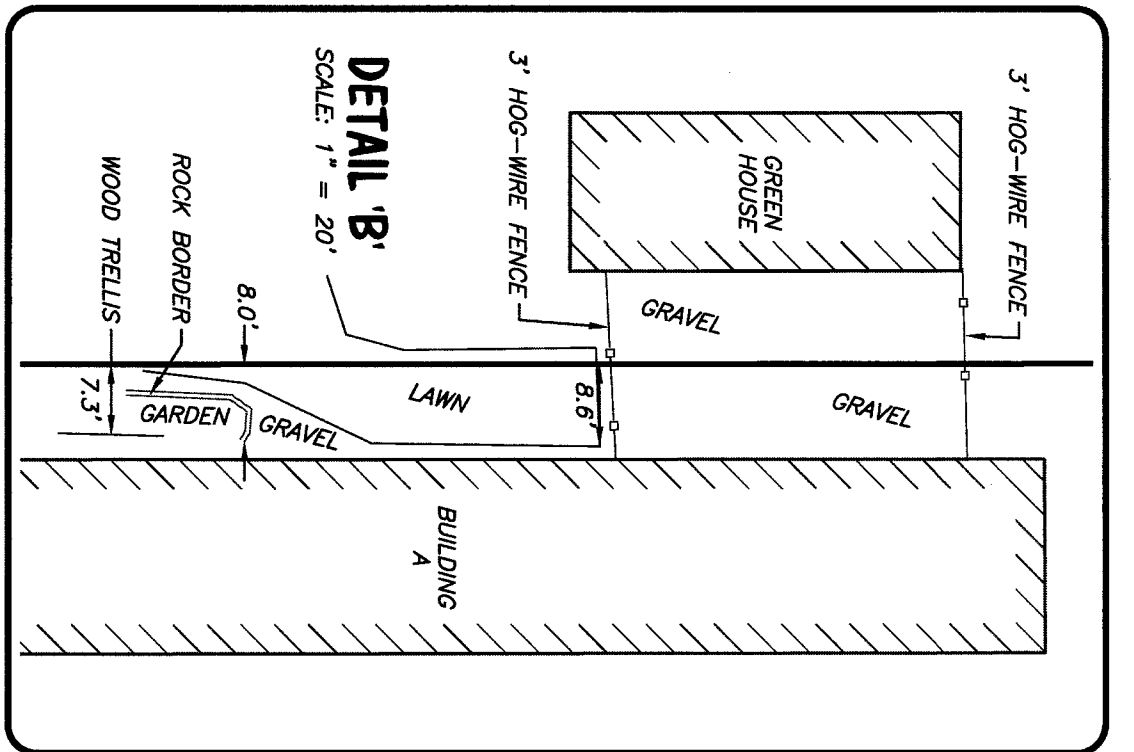 DETAIL 'B'
SCALE: 1" = 20'
3' HOG-WIRE FENCE
3' HOG-WIRE FENCE
GREEN
HOUSE
GRAVEL
WOOD TRELLIS
ROCK BORDER
8.0'
7.3'
GARDEN
GRAVEL
LAWN
8.6'
GRAVEL
BUILDING
A